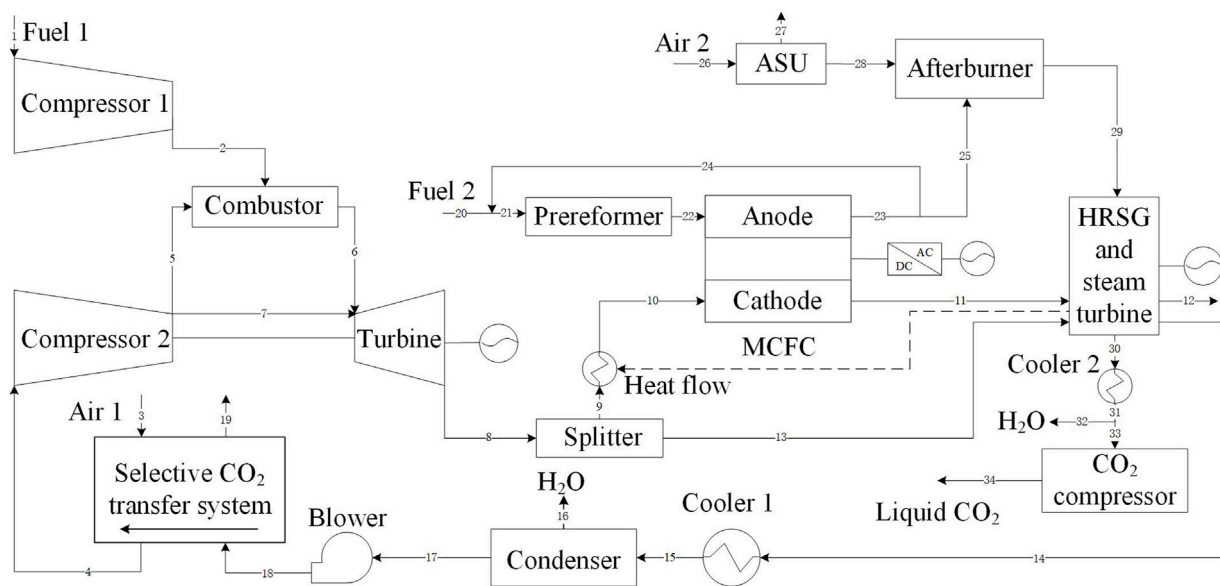 1
Fuel 1
Compressor 1
2
Combustor
5
6
7
Compressor 2
Turbine
Air 1
3
19
Selective CO₂
transfer system
4
18
Blower
17
H₂O
16
Condenser
15
Cooler 1
14
8
Splitter
9
13
Heat flow
10
Fuel 2
20
21
Prereformer
22
Anode
Cathode
MCFC
23
24
25
DC
AC
11
Air 2
26
27
ASU
28
Afterburner
29
HRSG
and
steam
turbine
12
30
Cooler 2
31
H₂O
32
33
CO₂
compressor
34
Liquid CO₂